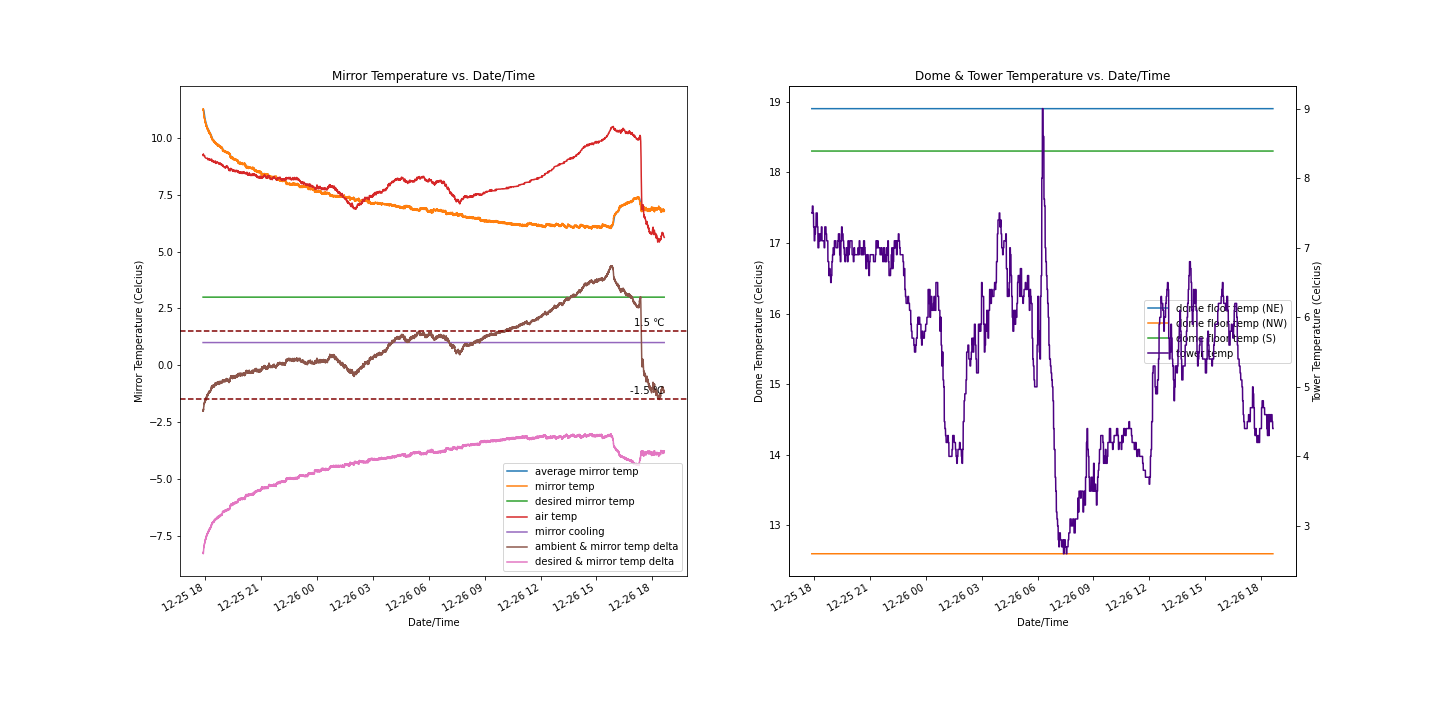 Mirror Temperature vs. Date/Time
Mirror Temperature (Celcius)
10.0
7.5
5.0
2.5
0.0
−2.5
−5.0
−7.5
1.5 °C
-1.5 °C
average mirror temp
mirror temp
desired mirror temp
air temp
mirror cooling
ambient & mirror temp delta
desired & mirror temp delta
12-25 18
12-25 21
12-26 00
12-26 03
12-26 06
12-26 09
12-26 12
12-26 15
12-26 18
Date/Time
Dome & Tower Temperature vs. Date/Time
Dome Temperature (Celcius)
19
18
17
16
15
14
13
dome floor temp (NE)
dome floor temp (NW)
dome floor temp (S)
tower temp
9
8
7
6
5
4
3
Tower Temperature (Celcius)
12-25 18
12-25 21
12-26 00
12-26 03
12-26 06
12-26 09
12-26 12
12-26 15
12-26 18
Date/Time